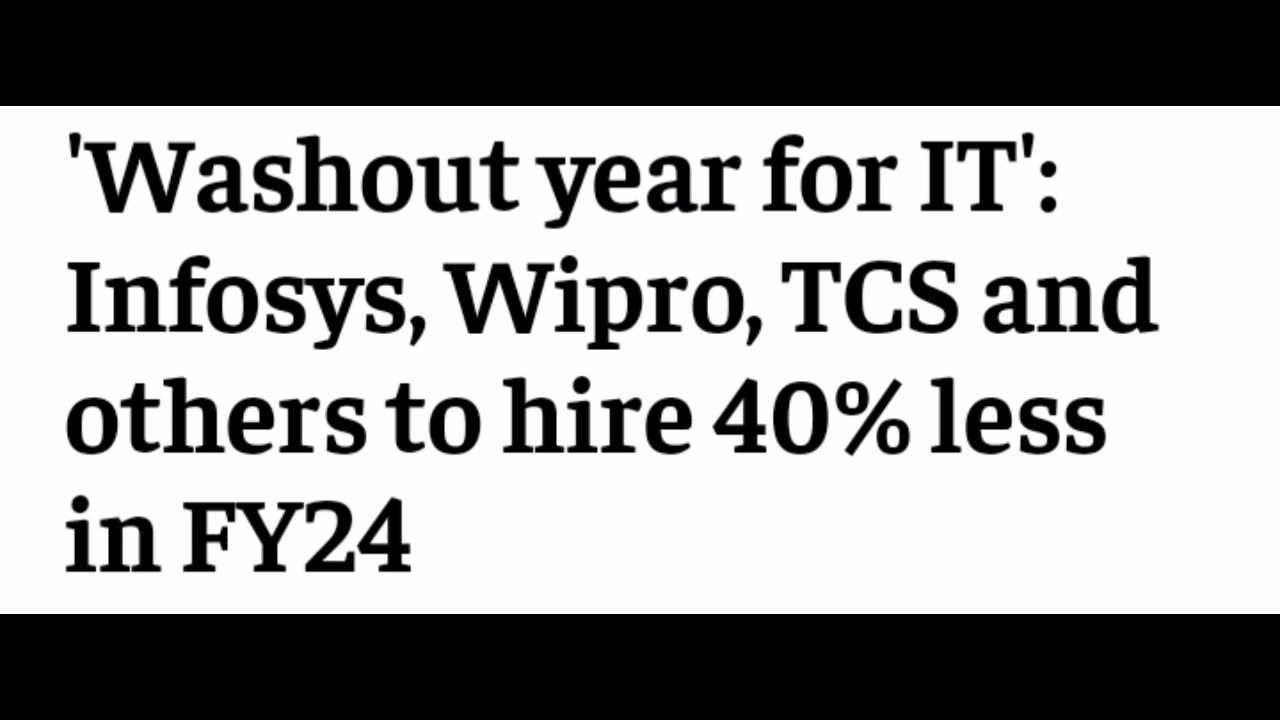 'Washout year for IT':
Infosys, Wipro, TCS and
others to hire 40% less
in FY24